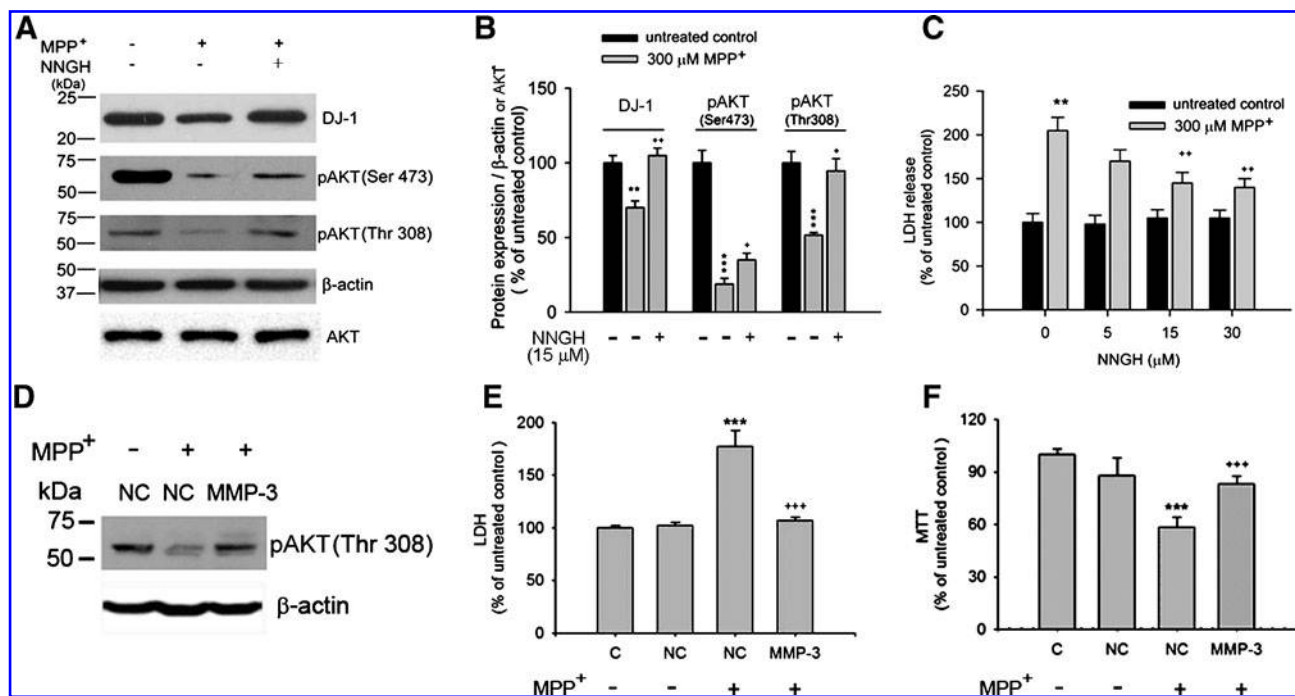 A
MPP+ - + +
NNGH - - +
(kDa)
25
20
DJ-1
75
50
pAKT(Ser 473)
75
50
pAKT(Thr 308)
50
37
β-actin
AKT
B
untreated control
300 μM MPP+
Protein expression / β-actin or AKT
( % of untreated control)
150
100
50
0
DJ-1
pAKT
(Ser473)
pAKT
(Thr308)
** ++ *** + *** +
NNGH
(15 μM)
- - + - - + - - +
C
untreated control
300 μM MPP+
LDH release
(% of untreated control)
250
200
150
100
50
0
** ++ ++
0 5 15 30
NNGH (μM)
D
MPP+ - + +
kDa NC NC MMP-3
75
50
pAKT(Thr 308)
β-actin
E
LDH
(% of untreated control )
200
150
100
50
0
*** +++
C NC NC MMP-3
MPP+ - - + +
F
MTT
(% of untreated control)
120
90
60
30
0
*** +++
C NC NC MMP-3
MPP+ - - + +